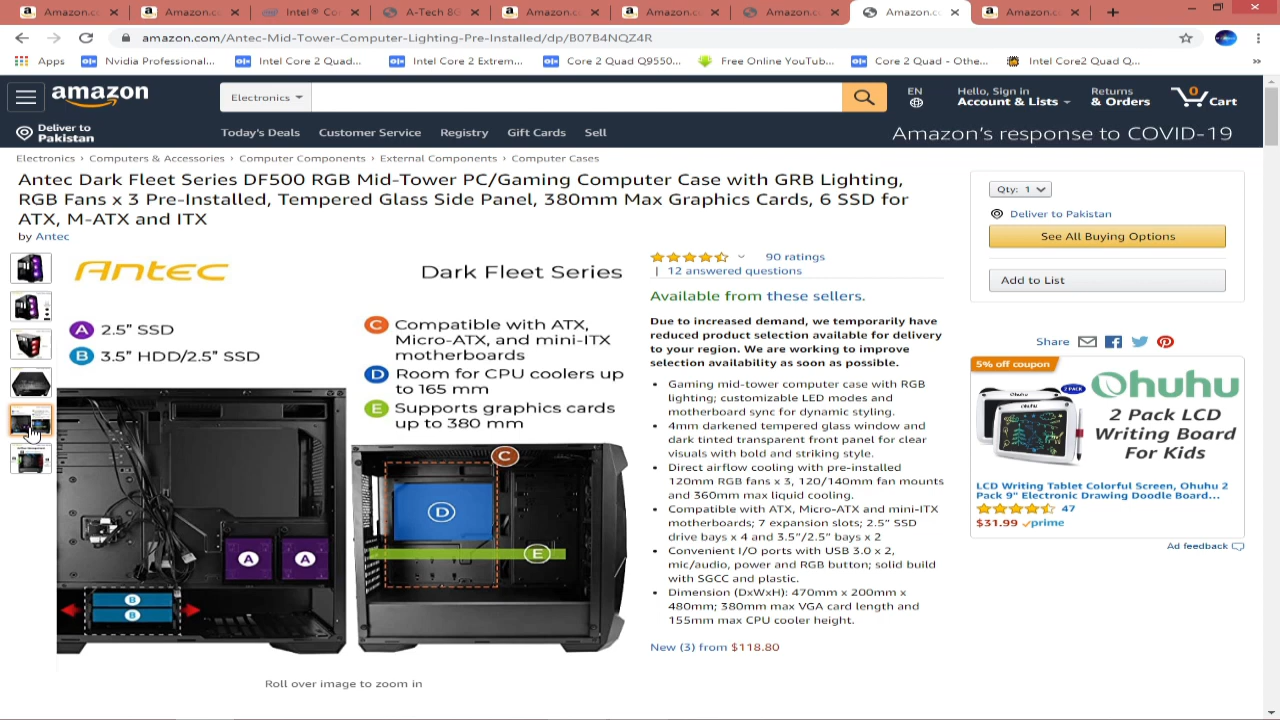 Amazon.c
Amazon.c
Intel® Co
A-Tech 8G
Amazon.c
Amazon.c
Amazon.c
Amazon.c
Amazon.c
amazon.com/Antec-Mid-Tower-Computer-Lighting-Pre-Installed/dp/B07B4NQZ4R
Apps
Nvidia Professional...
Intel Core 2 Quad...
Intel Core 2 Extrem...
Core 2 Quad Q9550...
Free Online YouTub...
Core 2 Quad - Othe...
Intel Core2 Quad Q...
amazon
Electronics
EN
Hello, Sign in
Account & Lists
Returns
& Orders
0
Cart
Deliver to
Pakistan
Today's Deals
Customer Service
Registry
Gift Cards
Sell
Amazon's response to COVID-19
Electronics › Computers & Accessories › Computer Components › External Components › Computer Cases
Antec Dark Fleet Series DF500 RGB Mid-Tower PC/Gaming Computer Case with GRB Lighting,
RGB Fans x 3 Pre-Installed, Tempered Glass Side Panel, 380mm Max Graphics Cards, 6 SSD for
ATX, M-ATX and ITX
by Antec
Antec
Dark Fleet Series
A 2.5" SSD
B 3.5" HDD/2.5" SSD
C Compatible with ATX,
Micro-ATX, and mini-ITX
motherboards
D Room for CPU coolers up
to 165 mm
E Supports graphics cards
up to 380 mm
C
D
E
A
A
B
B
Roll over image to zoom in
90 ratings
| 12 answered questions
Available from these sellers.
Due to increased demand, we temporarily have
reduced product selection available for delivery
to your region. We are working to improve
selection availability as soon as possible.
• Gaming mid-tower computer case with RGB
lighting; customizable LED modes and
motherboard sync for dynamic styling.
• 4mm darkened tempered glass window and
dark tinted transparent front panel for clear
visuals with bold and striking style.
• Direct airflow cooling with pre-installed
120mm RGB fans x 3, 120/140mm fan mounts
and 360mm max liquid cooling.
• Compatible with ATX, Micro-ATX and mini-ITX
motherboards; 7 expansion slots; 2.5" SSD
drive bays x 4 and 3.5"/2.5" bays x 2
• Convenient I/O ports with USB 3.0 x 2,
mic/audio, power and RGB button; solid build
with SGCC and plastic.
• Dimension (DxWxH): 470mm x 200mm x
480mm; 380mm max VGA card length and
155mm max CPU cooler height.
New (3) from $118.80
Qty: 1
Deliver to Pakistan
See All Buying Options
Add to List
Share
5% off coupon
2 PACK
Ohuhu
2 Pack LCD
Writing Board
For Kids
LCD Writing Tablet Colorful Screen, Ohuhu 2
Pack 9" Electronic Drawing Doodle Board...
47
$31.99 prime
Ad feedback